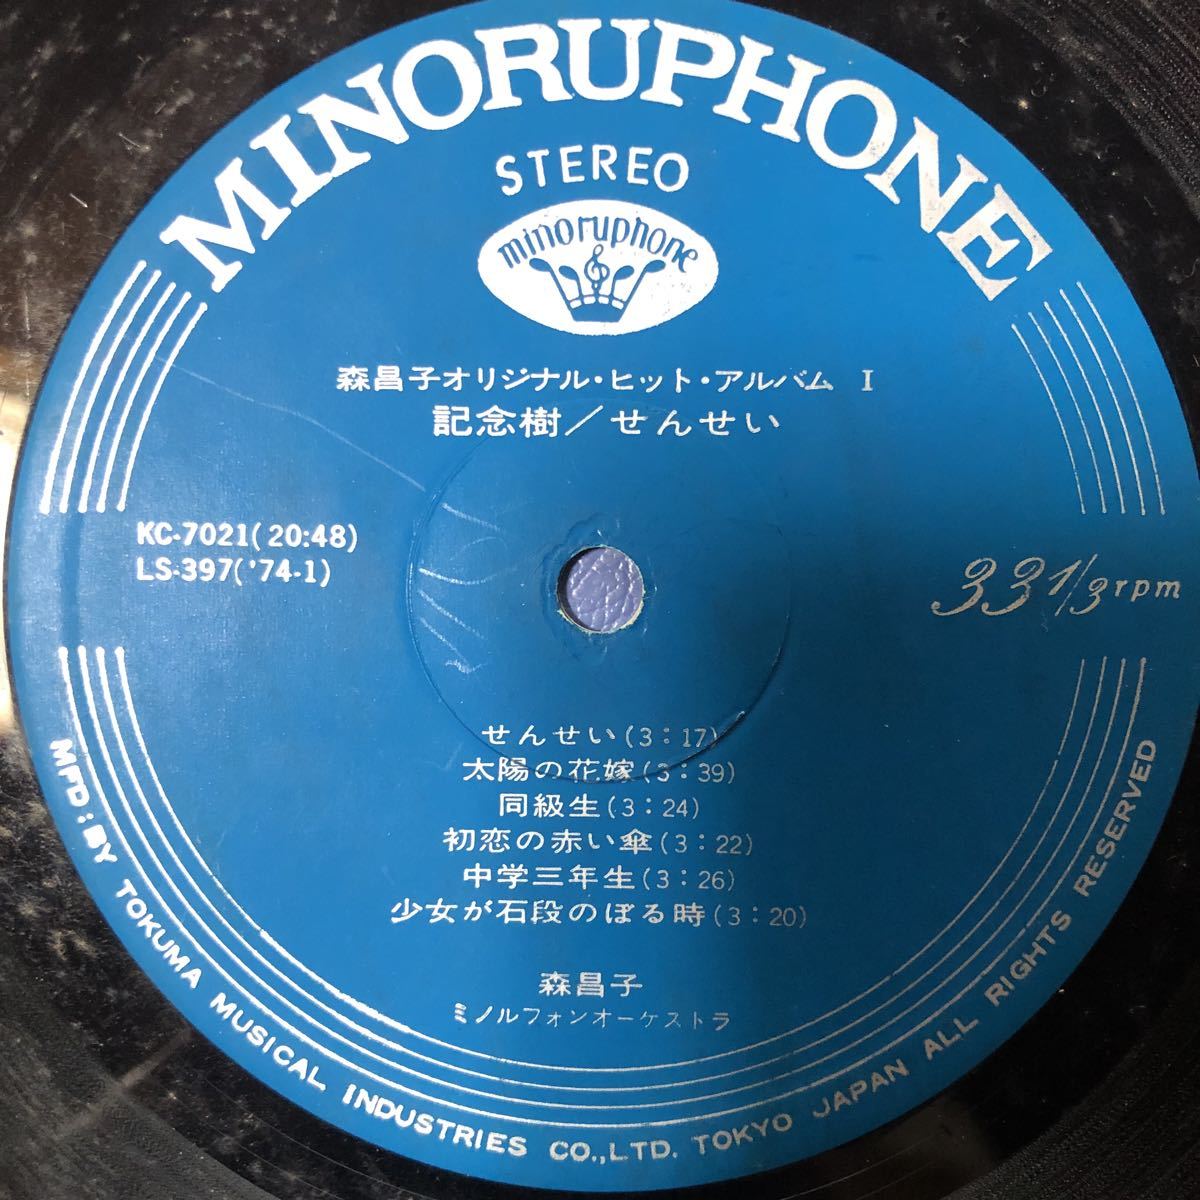 MINORUPHONE
STEREO
minoruphone
森昌子オリジナル・ヒット・アルバム I
記念樹/せんせい
KC-7021(20:48)
LS-397('74-1)
33 1/3 rpm
せんせい(3:17)
太陽の花嫁(3:39)
同級生(3:24)
初恋の赤い傘(3:22)
中学三年生(3:26)
少女が石段のぼる時(3:20)
森昌子
ミノルフォンオーケストラ
MFD: BY TOKUMA MUSICAL INDUSTRIES CO.,LTD. TOKYO JAPAN ALL RIGHTS RESERVED